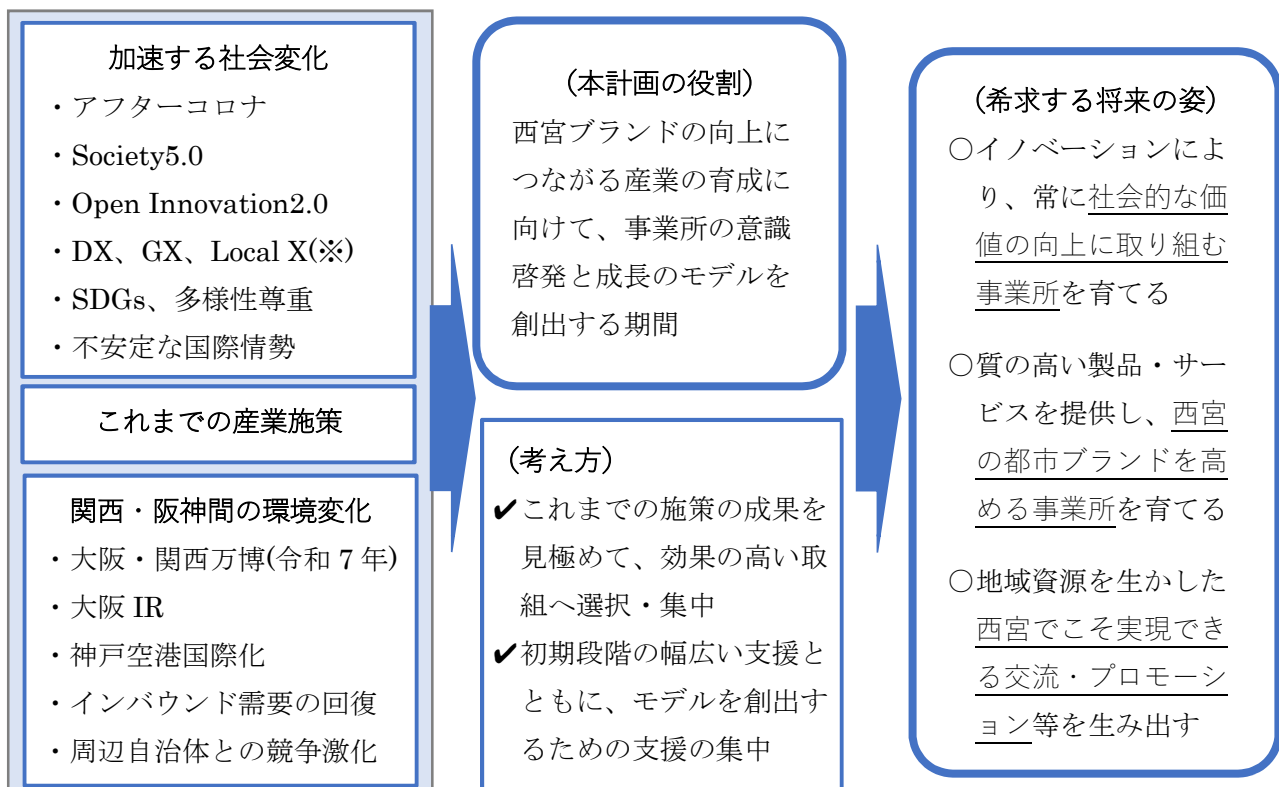 加速する社会変化
・アフターコロナ
・Society5.0
・Open Innovation2.0
・DX、GX、Local X(※)
・SDGs、多様性尊重
・不安定な国際情勢
これまでの産業施策
関西・阪神間の環境変化
・大阪・関西万博(令和 7 年)
・大阪 IR
・神戸空港国際化
・インバウンド需要の回復
・周辺自治体との競争激化
(本計画の役割)
西宮ブランドの向上に
つながる産業の育成に
向けて、事業所の意識
啓発と成長のモデルを
創出する期間
(考え方)
✔これまでの施策の成果を
見極めて、効果の高い取
組へ選択・集中
✔初期段階の幅広い支援と
ともに、モデルを創出す
るための支援の集中
(希求する将来の姿)
○イノベーションによ
り、常に社会的な価
値の向上に取り組む
事業所を育てる
○質の高い製品・サー
ビスを提供し、西宮
の都市ブランドを高
める事業所を育てる
○地域資源を生かした
西宮でこそ実現でき
る交流・プロモーシ
ョン等を生み出す